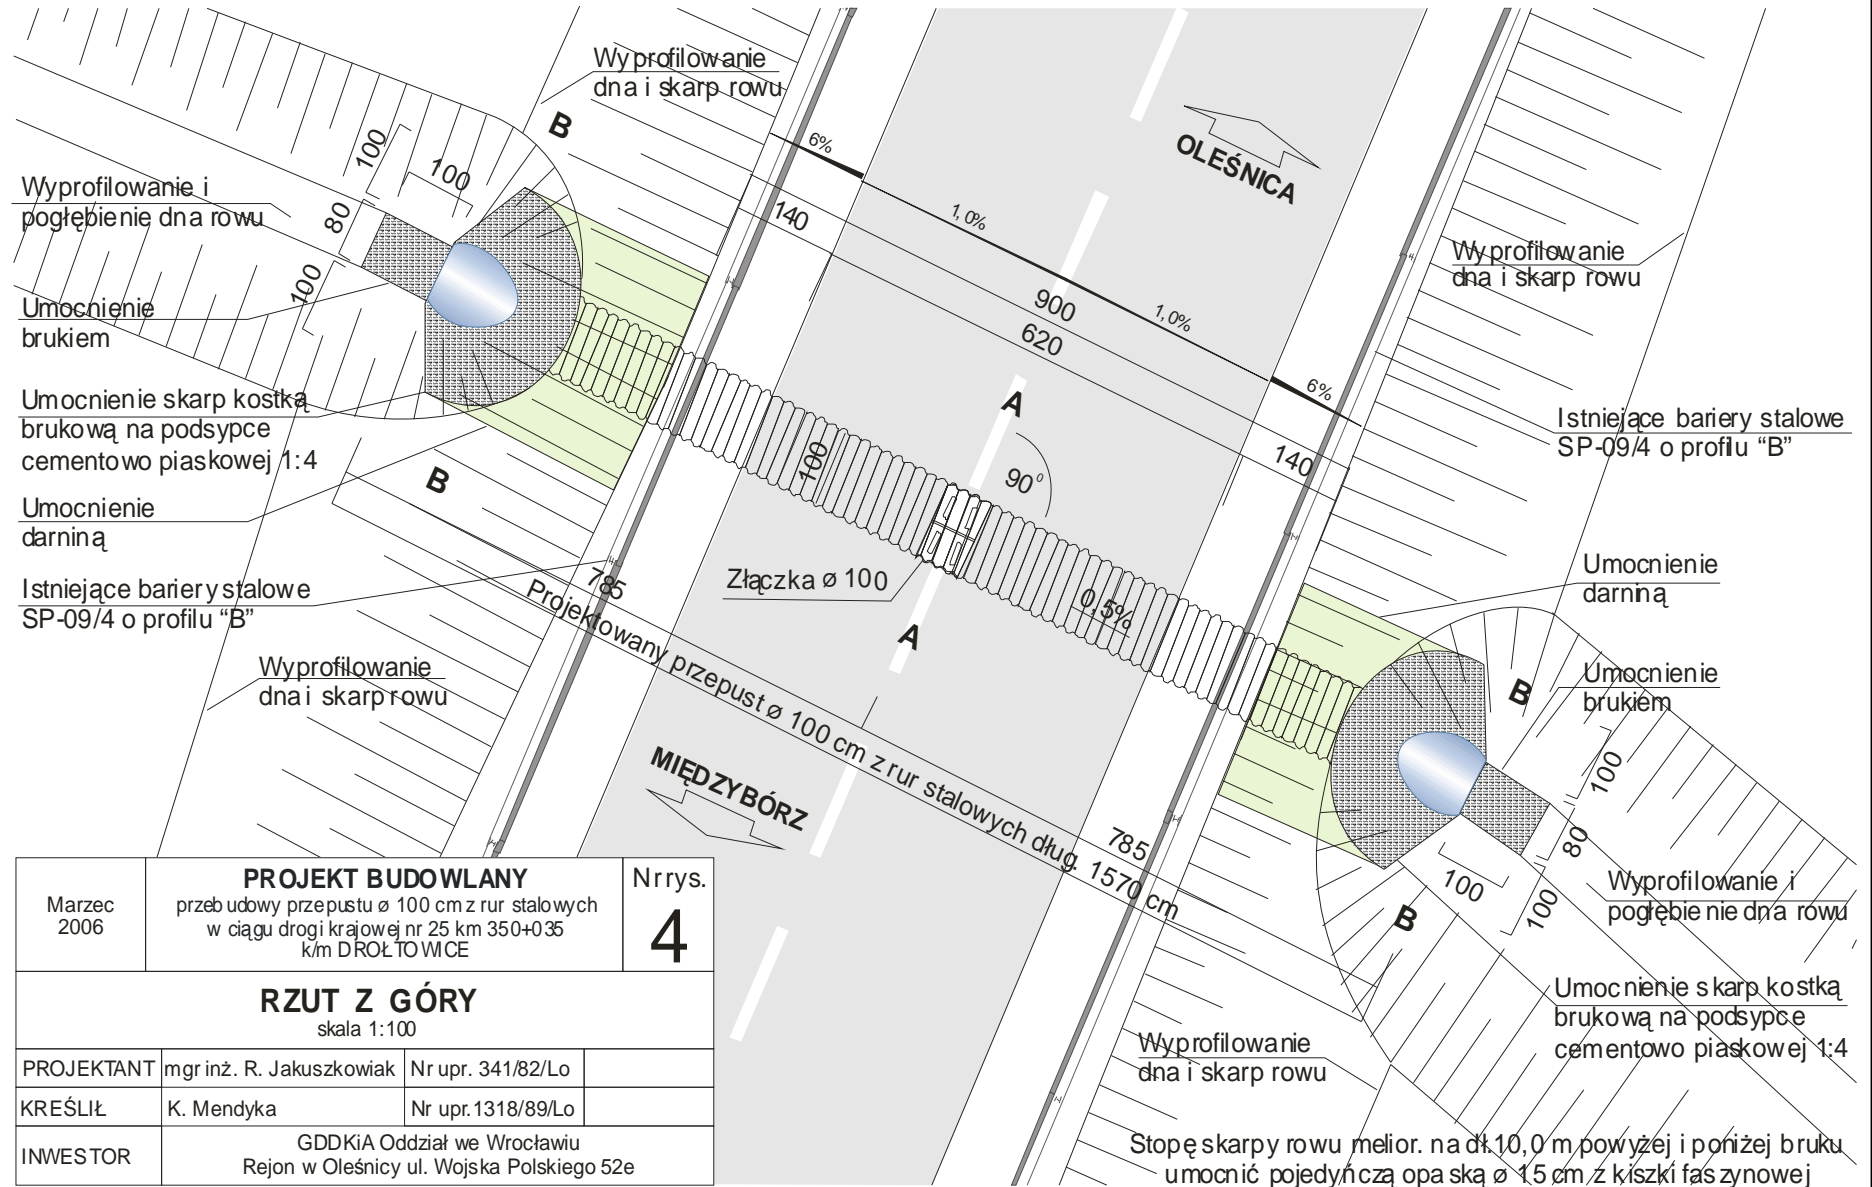 Wyprofilowanie
dna i skarp rowu
B
100
100
80
100
Wyprofilowanie i
pogłębienie dna rowu
Umocnienie
brukiem
Umocnienie skarp kostką
brukową na podsypce
cementowo piaskowej 1:4
Umocnienie
darniną
Istniejące bariery stalowe
SP-09/4 o profilu “B”
B
Wyprofilowanie
dna i skarp rowu
6%
140
1,0%
900
620
1,0%
6%
140
OLEŚNICA
A
90°
100
Złączka ø 100
0,5%
A
785
Projektowany przepust ø 100 cm z rur stalowych dług. 1570 cm
785
MIĘDZYBÓRZ
Wyprofilowanie
dna i skarp rowu
Istniejące bariery stalowe
SP-09/4 o profilu “B”
Umocnienie
darniną
B
Umocnienie
brukiem
100
80
100
100
B
Wyprofilowanie i
pogłębienie dna rowu
Umocnienie skarp kostką
brukową na podsypce
cementowo piaskowej 1:4
Wyprofilowanie
dna i skarp rowu
Stopę skarpy rowu melior. na dł.10,0 m powyżej i poniżej bruku
umocnić pojedyńczą opaską ø 15 cm z kiszki faszynowej
Marzec
2006
PROJEKT BUDOWLANY
przebudowy przepustu ø 100 cm z rur stalowych
w ciągu drogi krajowej nr 25 km 350+035
k/m DROŁTOWICE
Nr rys.
4
RZUT Z GÓRY
skala 1:100
PROJEKTANT mgr inż. R. Jakuszkowiak Nr upr. 341/82/Lo
KREŚLIŁ K. Mendyka Nr upr.1318/89/Lo
INWESTOR
GDDKiA Oddział we Wrocławiu
Rejon w Oleśnicy ul. Wojska Polskiego 52e